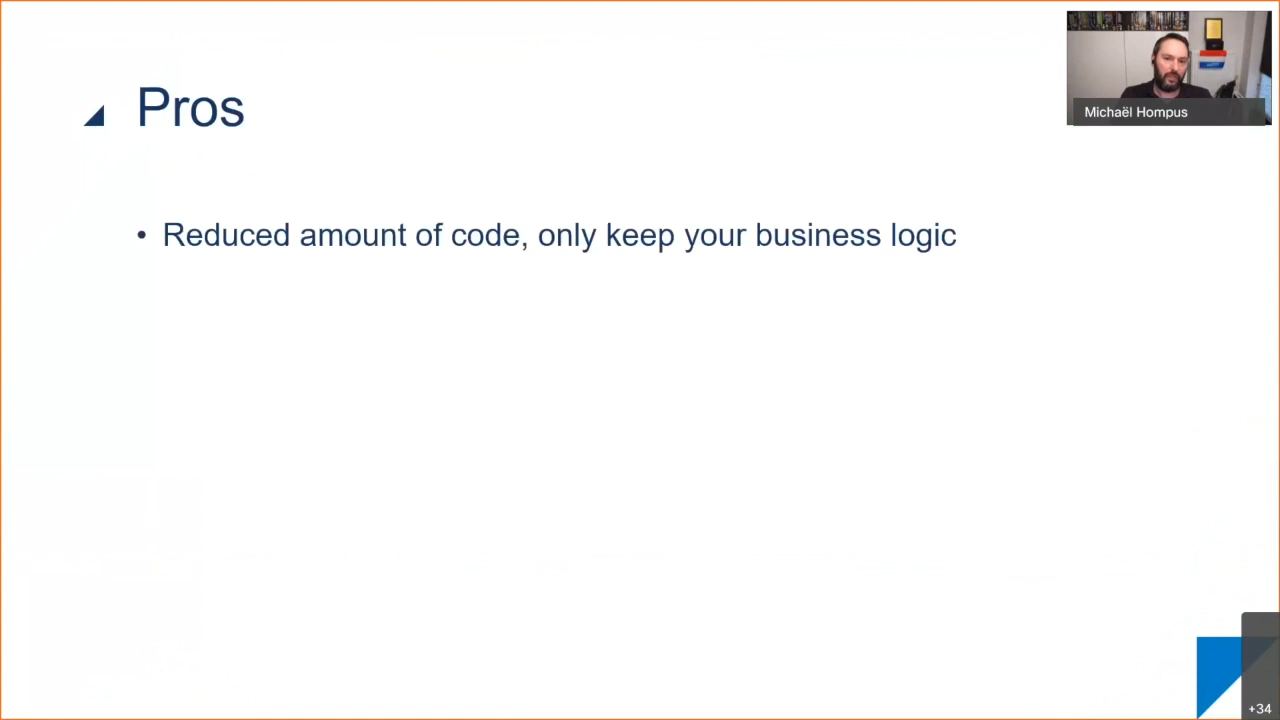 Pros
Michaël Hompus
• Reduced amount of code, only keep your business logic
+34